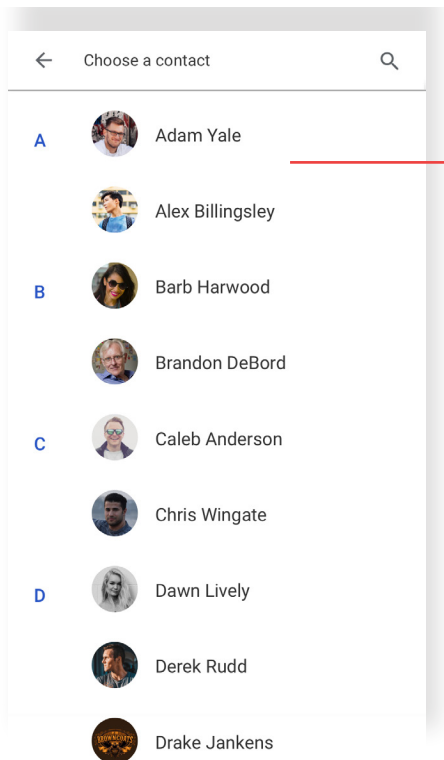 Choose a contact
A
Adam Yale
Alex Billingsley
B
Barb Harwood
Brandon DeBord
C
Caleb Anderson
Chris Wingate
D
Dawn Lively
Derek Rudd
Drake Jankens